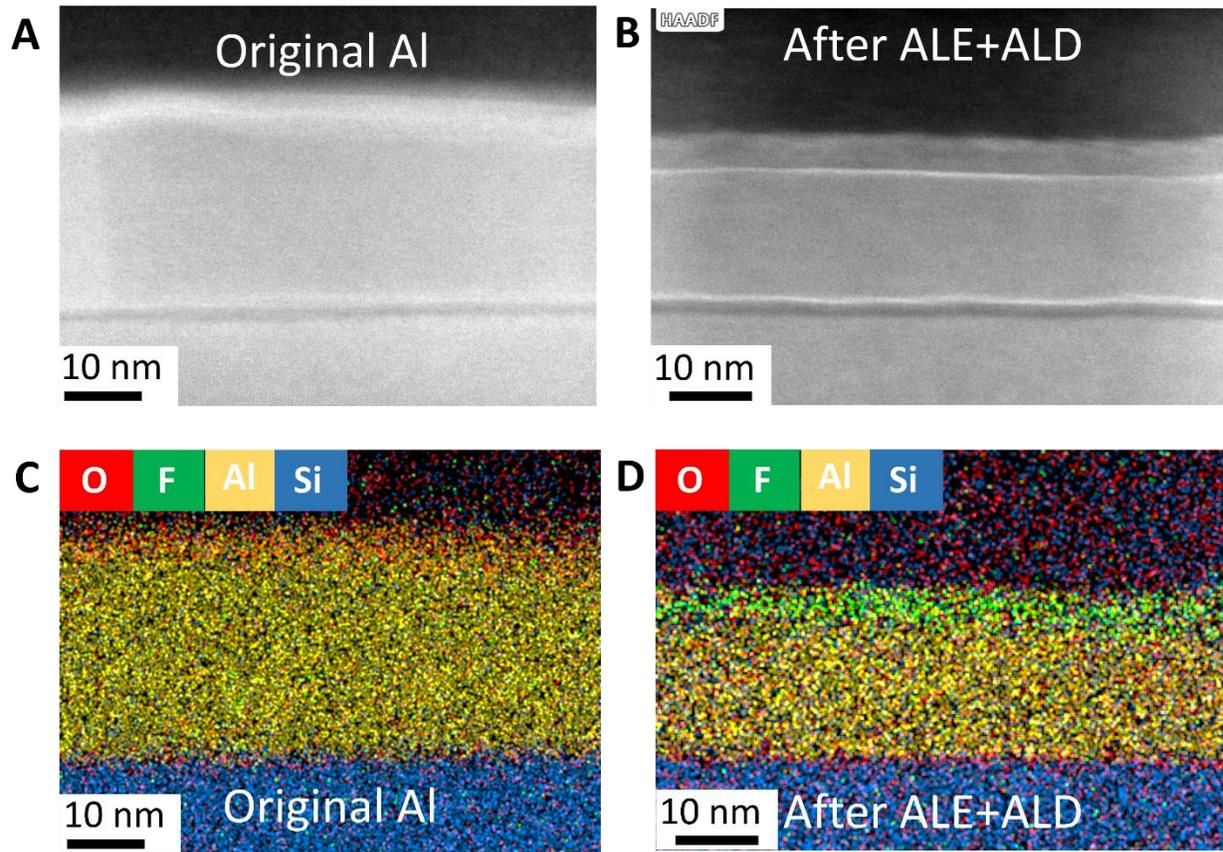 A
Original Al
10 nm
B
HAADF
After ALE+ALD
10 nm
C
O F Al Si
10 nm
Original Al
D
O F Al Si
10 nm
After ALE+ALD